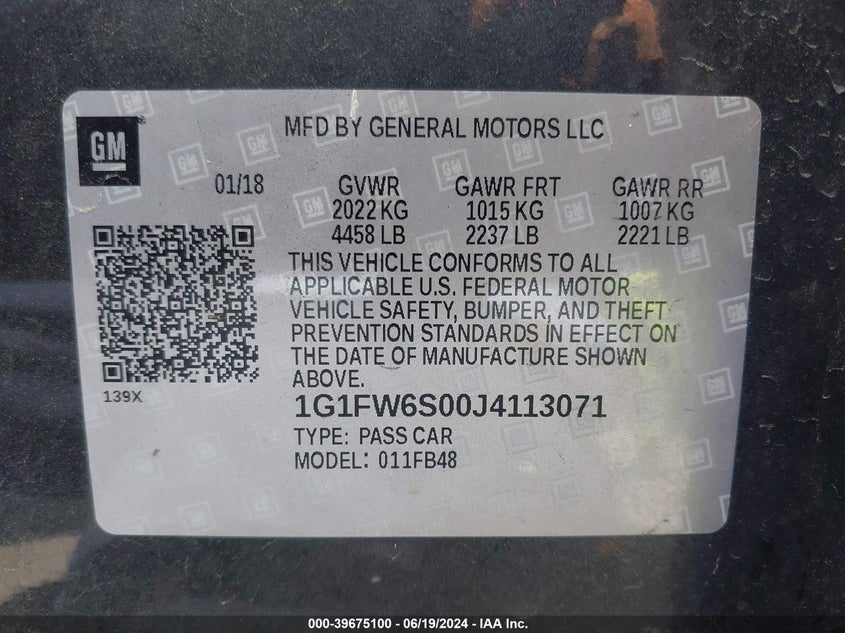 GM
MFD BY GENERAL MOTORS LLC
01/18 GVWR GAWR FRT GAWR RR
2022 KG 1015 KG 1007 KG
4458 LB 2237 LB 2221 LB
THIS VEHICLE CONFORMS TO ALL
APPLICABLE U.S. FEDERAL MOTOR
VEHICLE SAFETY, BUMPER, AND THEFT
PREVENTION STANDARDS IN EFFECT ON
THE DATE OF MANUFACTURE SHOWN
ABOVE.
139X
1G1FW6S00J4113071
TYPE: PASS CAR
MODEL: 011FB48
000-39675100 - 06/19/2024 - IAA Inc.